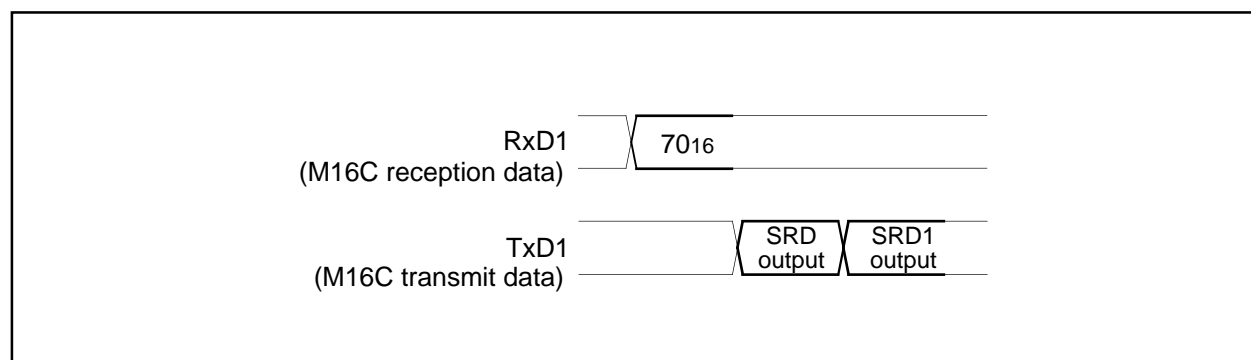 RxD1
(M16C reception data)
7016
TxD1
(M16C transmit data)
SRD
output
SRD1
output